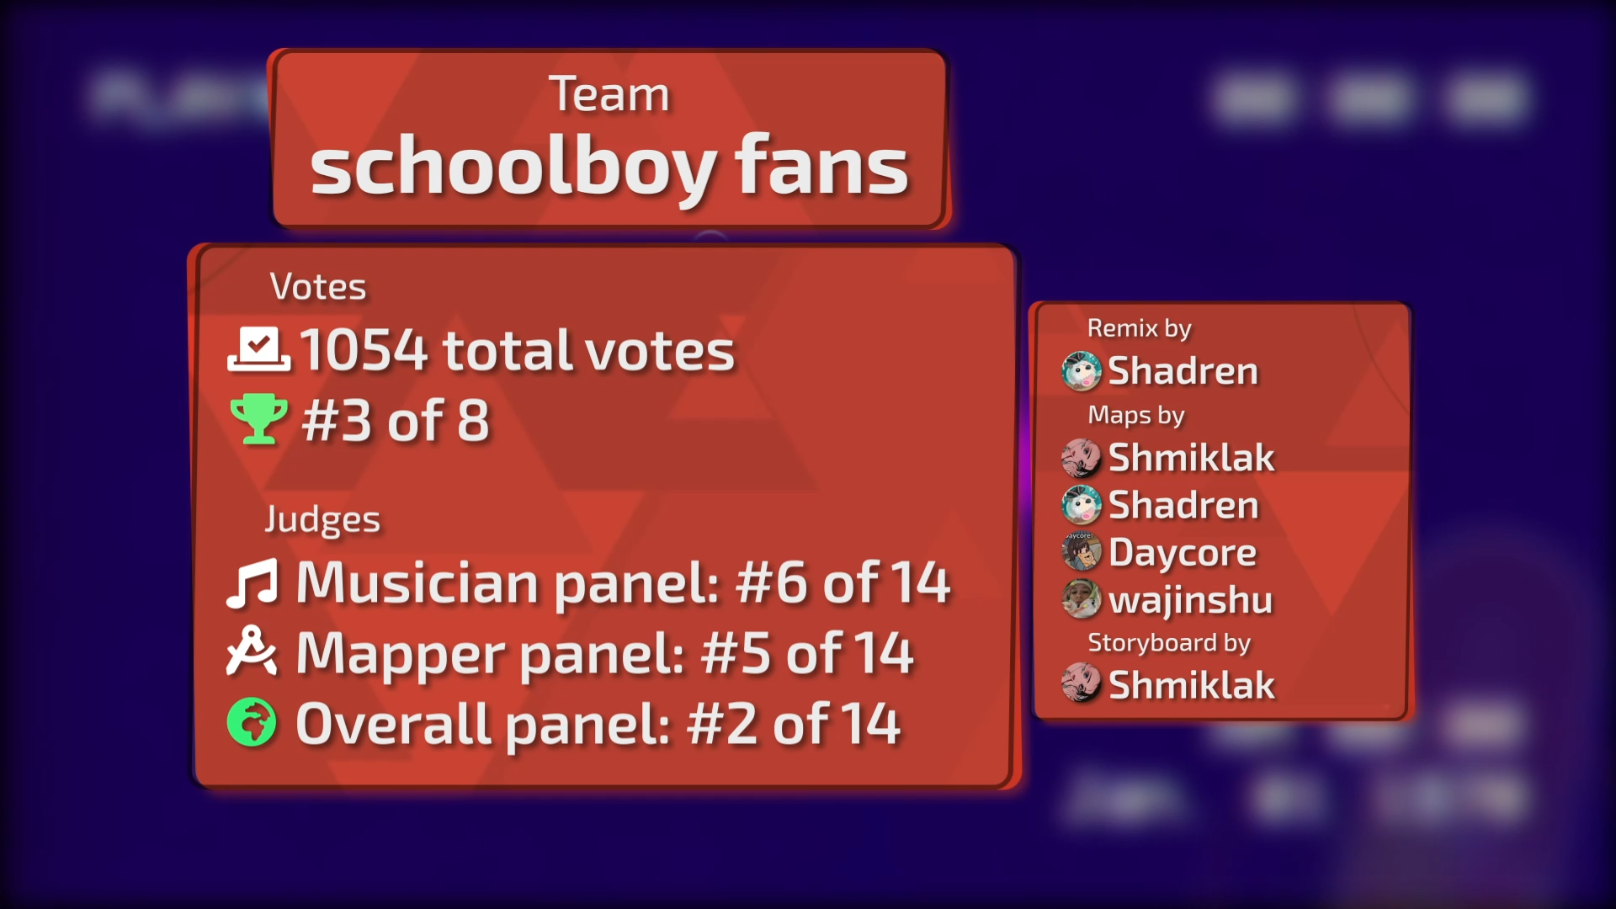 Team
schoolboy fans
Votes
1054 total votes
#3 of 8
Judges
Musician panel: #6 of 14
Mapper panel: #5 of 14
Overall panel: #2 of 14
Remix by
Shadren
Maps by
Shmiklak
Shadren
Daycore
wajinshu
Storyboard by
Shmiklak